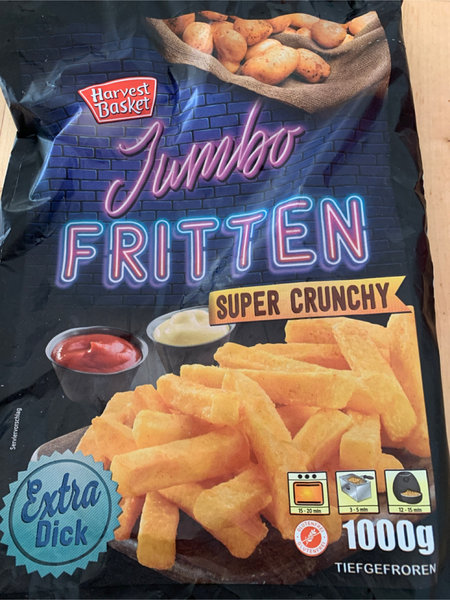 Harvest
Basket
Jumbo
FRITTEN
SUPER CRUNCHY
Serviervorschlag
Extra
Dick
15 - 20 min
3 - 5 min
12 - 15 min
1000g
TIEFGEFROREN